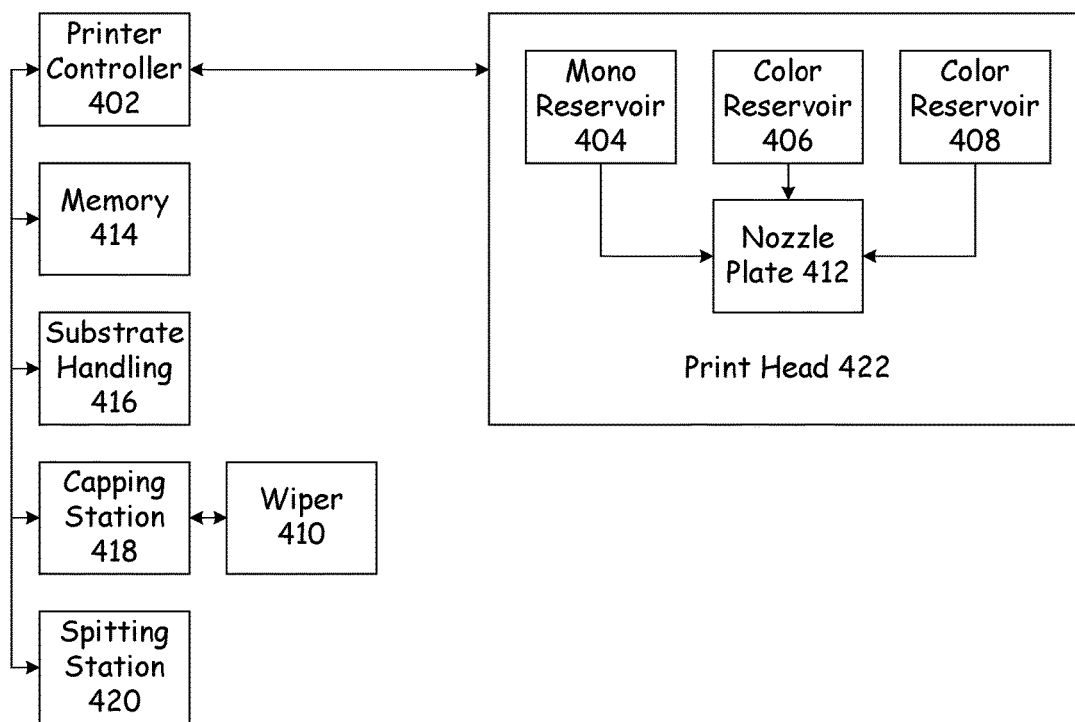 Printer
Controller
402
Mono
Reservoir
404
Color
Reservoir
406
Color
Reservoir
408
Memory
414
Nozzle
Plate 412
Substrate
Handling
416
Print Head 422
Capping
Station
418
Wiper
410
Spitting
Station
420